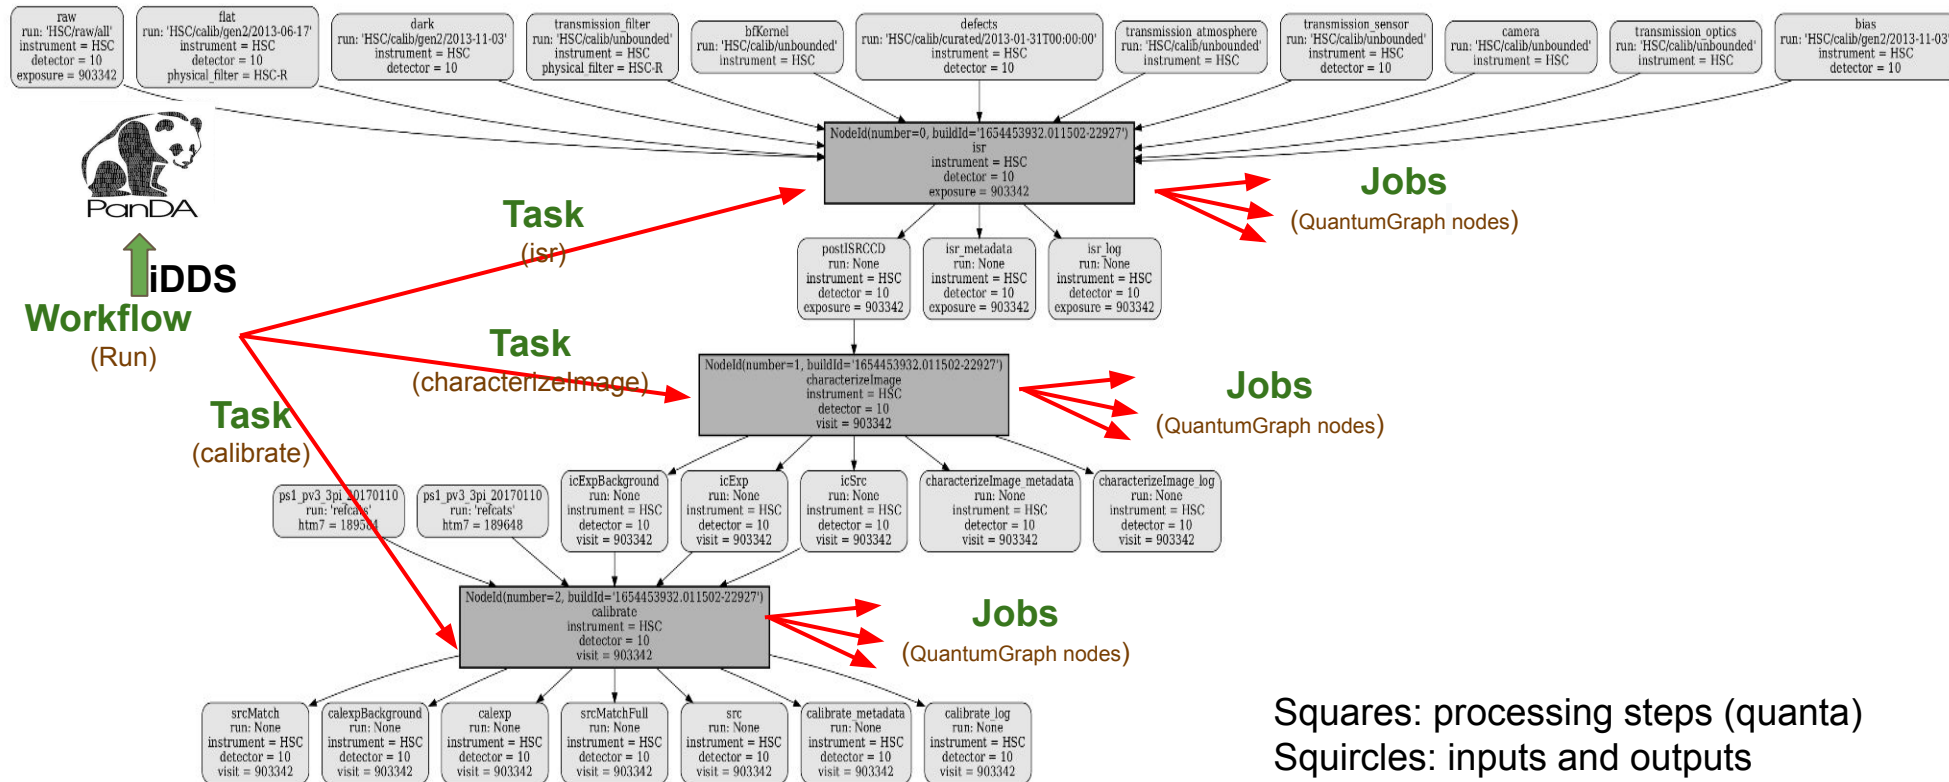 raw
run: 'HSC/raw/all'
instrument = HSC
detector = 10
exposure = 903342
flat
run: 'HSC/calib/gen2/2013-06-17'
instrument = HSC
detector = 10
physical_filter = HSC-R
dark
run: 'HSC/calib/gen2/2013-11-03'
instrument = HSC
detector = 10
transmission_filter
run: 'HSC/calib/unbounded'
instrument = HSC
physical_filter = HSC-R
bfKernel
run: 'HSC/calib/unbounded'
instrument = HSC
defects
run: 'HSC/calib/curated/2013-01-31T00:00:00'
instrument = HSC
detector = 10
transmission_atmosphere
run: 'HSC/calib/unbounded'
instrument = HSC
transmission_sensor
run: 'HSC/calib/unbounded'
instrument = HSC
detector = 10
camera
run: 'HSC/calib/unbounded'
instrument = HSC
transmission_optics
run: 'HSC/calib/unbounded'
instrument = HSC
bias
run: 'HSC/calib/gen2/2013-11-03'
instrument = HSC
detector = 10
PanDA
iDDS
Workflow
(Run)
Task
(isr)
NodeId(number=0, buildId='1654453932.011502-22927')
isr
instrument = HSC
detector = 10
exposure = 903342
Jobs
(QuantumGraph nodes)
postISRCCD
run: None
instrument = HSC
detector = 10
exposure = 903342
isr_metadata
run: None
instrument = HSC
detector = 10
exposure = 903342
isr_log
run: None
instrument = HSC
detector = 10
exposure = 903342
Task
(characterizeImage)
NodeId(number=1, buildId='1654453932.011502-22927')
characterizeImage
instrument = HSC
detector = 10
visit = 903342
Jobs
(QuantumGraph nodes)
Task
(calibrate)
ps1_pv3_3pi_20170110
run: 'refcats'
htm7 = 189584
ps1_pv3_3pi_20170110
run: 'refcats'
htm7 = 189648
icExpBackground
run: None
instrument = HSC
detector = 10
visit = 903342
icExp
run: None
instrument = HSC
detector = 10
visit = 903342
icSrc
run: None
instrument = HSC
detector = 10
visit = 903342
characterizeImage_metadata
run: None
instrument = HSC
detector = 10
visit = 903342
characterizeImage_log
run: None
instrument = HSC
detector = 10
visit = 903342
NodeId(number=2, buildId='1654453932.011502-22927')
calibrate
instrument = HSC
detector = 10
visit = 903342
Jobs
(QuantumGraph nodes)
srcMatch
run: None
instrument = HSC
detector = 10
visit = 903342
calexpBackground
run: None
instrument = HSC
detector = 10
visit = 903342
calexp
run: None
instrument = HSC
detector = 10
visit = 903342
srcMatchFull
run: None
instrument = HSC
detector = 10
visit = 903342
src
run: None
instrument = HSC
detector = 10
visit = 903342
calibrate_metadata
run: None
instrument = HSC
detector = 10
visit = 903342
calibrate_log
run: None
instrument = HSC
detector = 10
visit = 903342
Squares: processing steps (quanta)
Squircles: inputs and outputs